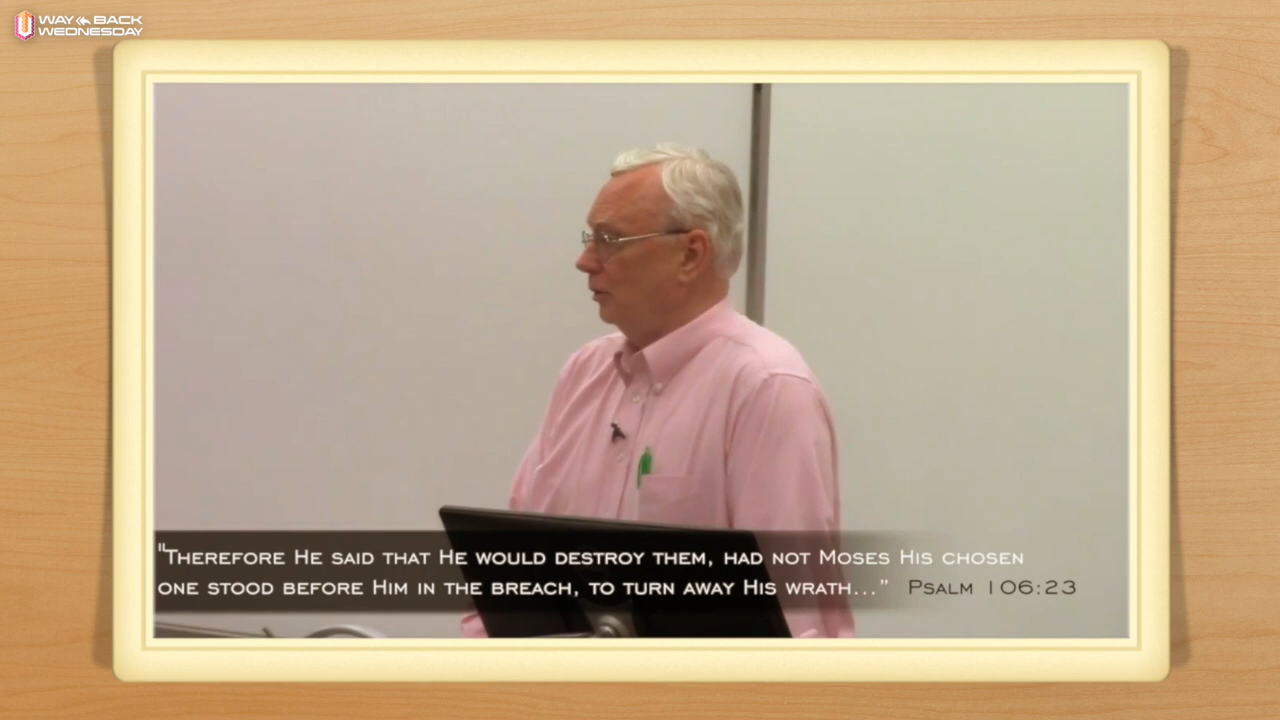 WAY BACK
WEDNESDAY
"Therefore He said that He would destroy them, had not Moses His chosen
one stood before Him in the breach, to turn away His wrath..." Psalm 106:23